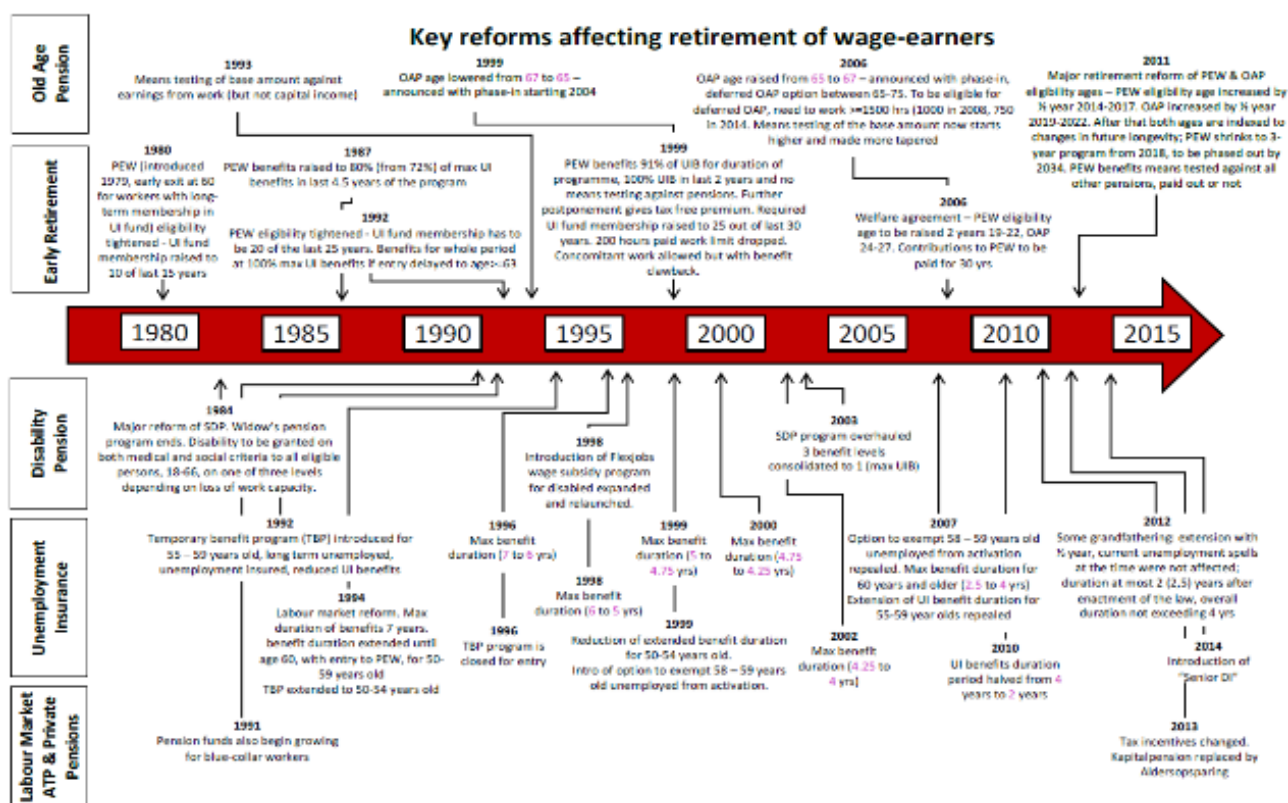 Key reforms affecting retirement of wage-earners
Old Age
Pension
1993
Means testing of base amount against
earnings from work (but not capital income)
1999
OAP age lowered from 67 to 65 –
announced with phase-in starting 2004
2006
OAP age raised from 65 to 67 – announced with phase-in,
deferred OAP option between 65-75. To be eligible for
deferred OAP, need to work >=1500 hrs (1000 in 2008, 750
in 2014. Means testing of the base amount now starts
higher and made more tapered
2011
Major retirement reform of PEW & OAP
eligibility ages – PEW eligibility age increased by
½ year 2014-2017. OAP increased by ½ year
2019-2022. After that both ages are indexed to
changes in future longevity; PEW shrinks to 3-
year program from 2018, to be phased out by
2034. PEW benefits means tested against all
other pensions, paid out or not
Early Retirement
1980
PEW (introduced
1979, early exit at 60
for workers with long-
term membership in
UI fund) eligibility
tightened - UI fund
membership raised to
10 of last 15 years
1987
PEW benefits raised to 80% (from 72%) of max UI
benefits in last 4.5 years of the program
1992
PEW eligibility tightened - UI fund membership has to
be 20 of the last 25 years. Benefits for whole period
at 100% max UI benefits if entry delayed to age>=63
1999
PEW benefits 91% of UIB for duration of
programme, 100% UIB in last 2 years and no
means testing against pensions. Further
postponement gives tax free premium. Required
UI fund membership raised to 25 out of last 30
years. 200 hours paid work limit dropped.
Concomitant work allowed but with benefit
clawback.
2006
Welfare agreement – PEW eligibility
age to be raised 2 years 19-22, OAP
24-27. Contributions to PEW to be
paid for 30 yrs
1980
1985
1990
1995
2000
2005
2010
2015
Disability
Pension
1984
Major reform of SDP. Widow's pension
program ends. Disability to be granted on
both medical and social criteria to all eligible
persons, 18-66, on one of three levels
depending on loss of work capacity.
1998
Introduction of Flexjobs
wage subsidy program
for disabled expanded
and relaunched.
2003
SDP program overhauled
3 benefit levels
consolidated to 1 (max UIB)
Unemployment
Insurance
1992
Temporary benefit program (TBP) introduced for
55 – 59 years old, long term unemployed,
unemployment insured, reduced UI benefits
1994
Labour market reform. Max
duration of benefits 7 years.
benefit duration extended until
age 60, with entry to PEW, for 50-
59 years old
TBP extended to 50-54 years old
1996
Max benefit
duration (7 to 6 yrs)
1996
TBP program is
closed for entry
1998
Max benefit
duration (6 to 5 yrs)
1999
Max benefit
duration (5 to
4.75 yrs)
1999
Reduction of extended benefit duration
for 50-54 years old.
Intro of option to exempt 58 – 59 years
old unemployed from activation.
2000
Max benefit
duration (4.75
to 4.25 yrs)
2002
Max benefit
duration (4.25 to
4 yrs)
2007
Option to exempt 58 – 59 years old
unemployed from activation
repealed. Max benefit duration for
60 years and older (2.5 to 4 yrs)
Extension of UI benefit duration for
55-59 year olds repealed
2010
UI benefits duration
period halved from 4
years to 2 years
2012
Some grandfathering: extension with
½ year, current unemployment spells
at the time were not affected;
duration at most 2 (2.5) years after
enactment of the law, overall
duration not exceeding 4 yrs
2014
Introduction of
"Senior DI"
Labour Market
ATP & Private
Pensions
1991
Pension funds also begin growing
for blue-collar workers
2013
Tax incentives changed.
Kapitalpension replaced by
Aldersopsparing